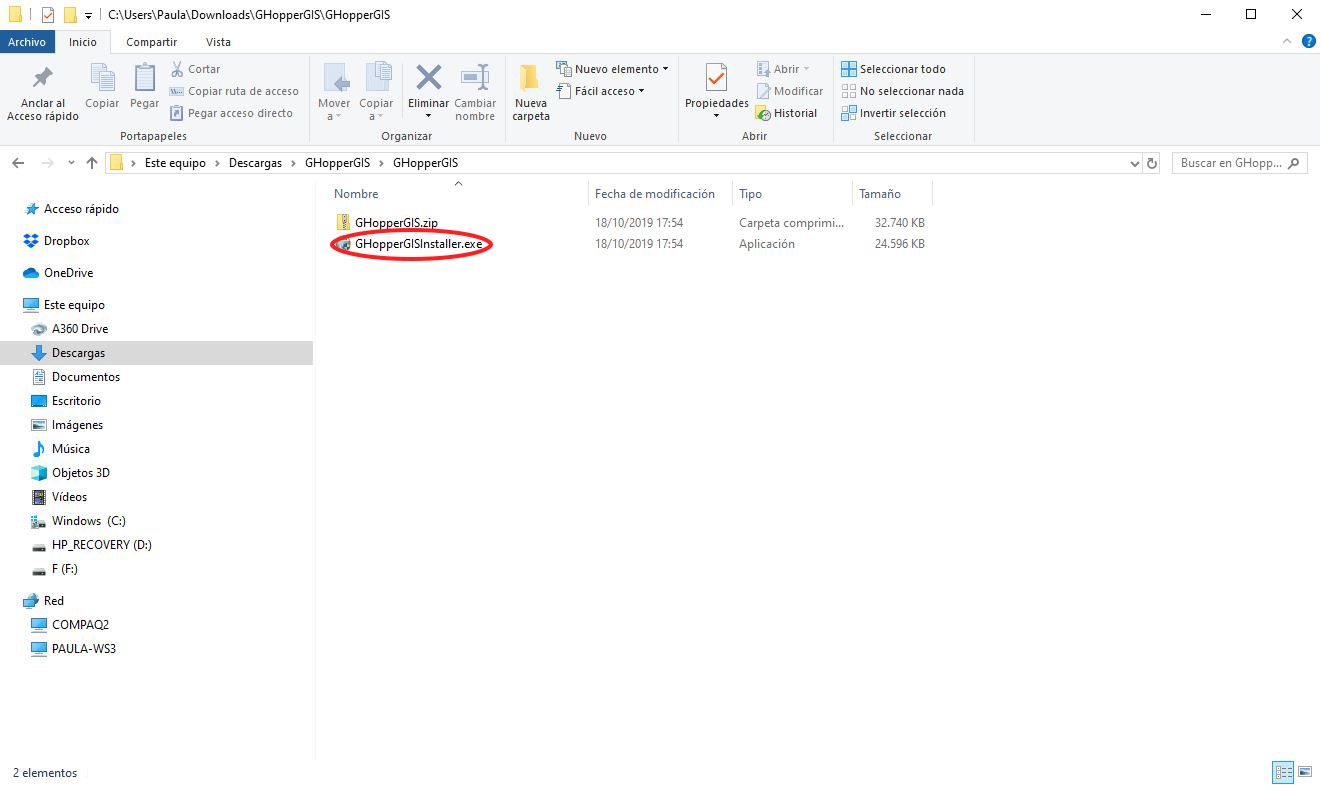 C:\Users\Paula\Downloads\GHopperGIS\GHopperGIS
Archivo
Inicio
Compartir
Vista
?
Anclar al
Acceso rápido
Copiar
Pegar
Cortar
Copiar ruta de acceso
Pegar acceso directo
Portapapeles
Mover
a
Copiar
a
Eliminar
Cambiar
nombre
Organizar
Nueva
carpeta
Nuevo elemento
Fácil acceso
Nuevo
Propiedades
Abrir
Modificar
Historial
Abrir
Seleccionar todo
No seleccionar nada
Invertir selección
Seleccionar
Este equipo > Descargas > GHopperGIS > GHopperGIS
Buscar en GHopp...
Acceso rápido
Dropbox
OneDrive
Este equipo
A360 Drive
Descargas
Documentos
Escritorio
Imágenes
Música
Objetos 3D
Vídeos
Windows (C:)
HP_RECOVERY (D:)
F (F:)
Red
COMPAQ2
PAULA-WS3
Nombre Fecha de modificación Tipo Tamaño
GHopperGIS.zip 18/10/2019 17:54 Carpeta comprimi... 32.740 KB
GHopperGISInstaller.exe 18/10/2019 17:54 Aplicación 24.596 KB
2 elementos